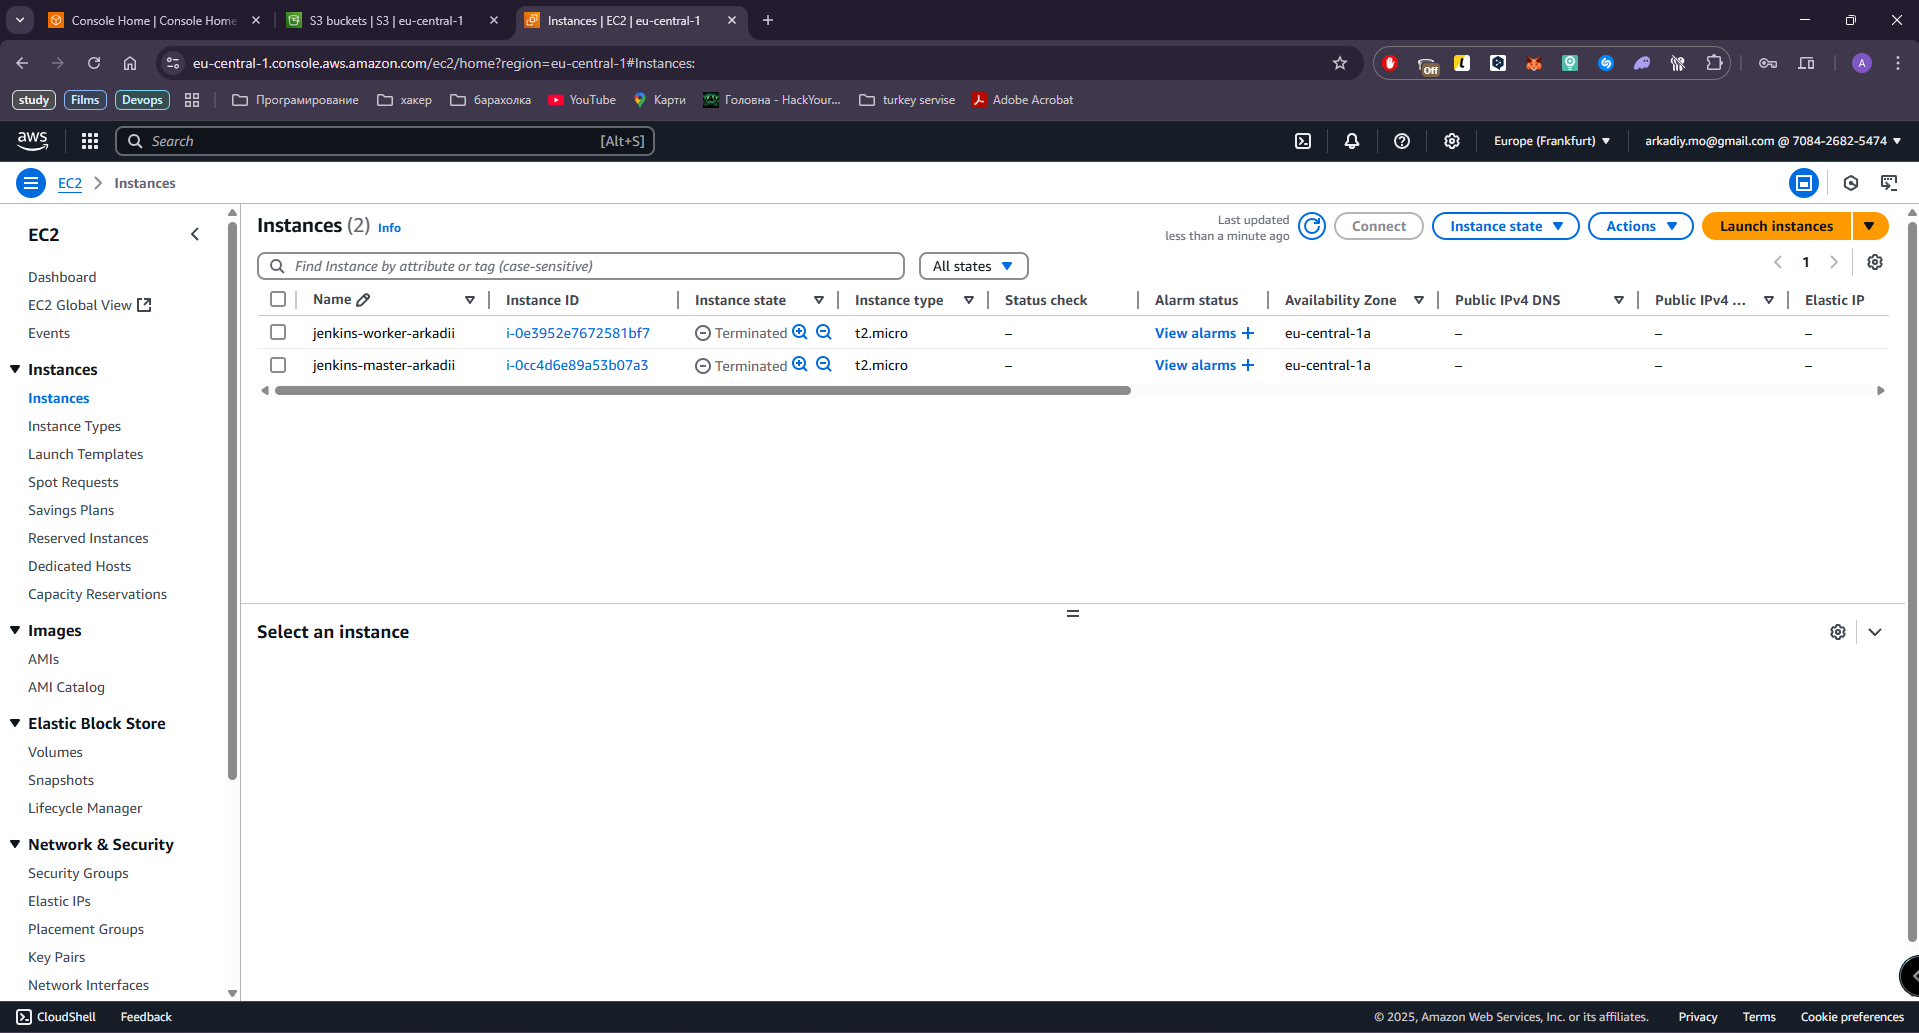 Console Home | Console Home
S3 buckets | S3 | eu-central-1
Instances | EC2 | eu-central-1
eu-central-1.console.aws.amazon.com/ec2/home?region=eu-central-1#Instances:
Off
A
study
Films
Devops
Програмирование
хакер
барахолка
YouTube
Карти
Головна - HackYour...
turkey servise
Adobe Acrobat
aws
Search
[Alt+S]
Europe (Frankfurt)
arkadiy.mo@gmail.com @ 7084-2682-5474
EC2
Instances
EC2
Dashboard
EC2 Global View
Events
Instances
Instances
Instance Types
Launch Templates
Spot Requests
Savings Plans
Reserved Instances
Dedicated Hosts
Capacity Reservations
Images
AMIs
AMI Catalog
Elastic Block Store
Volumes
Snapshots
Lifecycle Manager
Network & Security
Security Groups
Elastic IPs
Placement Groups
Key Pairs
Network Interfaces
Instances (2) Info
Last updated
less than a minute ago
Connect
Instance state
Actions
Launch instances
Find Instance by attribute or tag (case-sensitive)
All states
1
Name Instance ID Instance state Instance type Status check Alarm status Availability Zone Public IPv4 DNS Public IPv4 ... Elastic IP
jenkins-worker-arkadii i-0e3952e7672581bf7 Terminated t2.micro – View alarms + eu-central-1a – – –
jenkins-master-arkadii i-0cc4d6e89a53b07a3 Terminated t2.micro – View alarms + eu-central-1a – – –
Select an instance
CloudShell
Feedback
© 2025, Amazon Web Services, Inc. or its affiliates.
Privacy
Terms
Cookie preferences